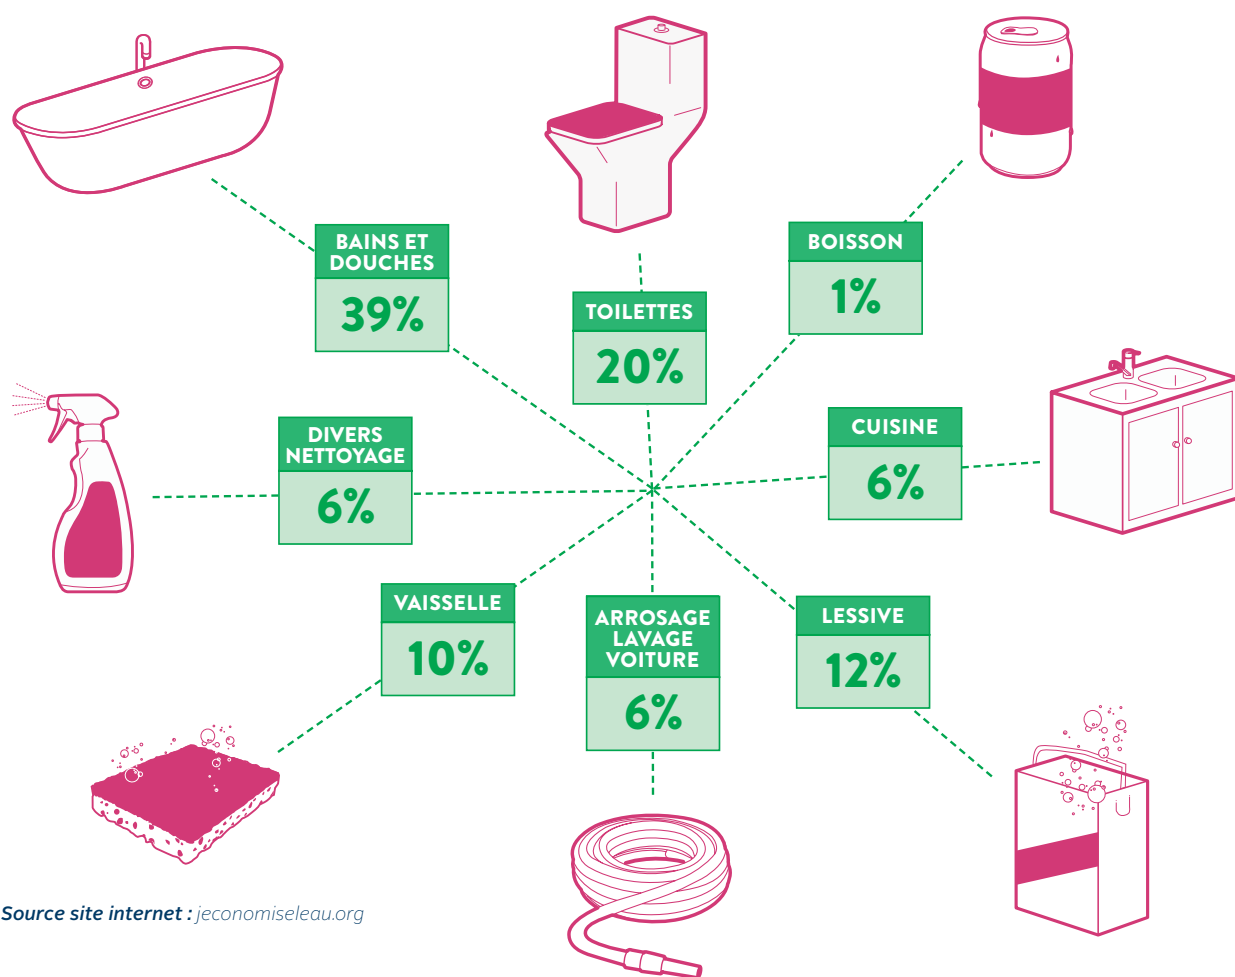 BAINS ET
DOUCHES
39%
TOILETTES
20%
BOISSON
1%
DIVERS
NETTOYAGE
6%
CUISINE
6%
VAISSELLE
10%
ARROSAGE
LAVAGE
VOITURE
6%
LESSIVE
12%
Source site internet : jeconomiseleau.org